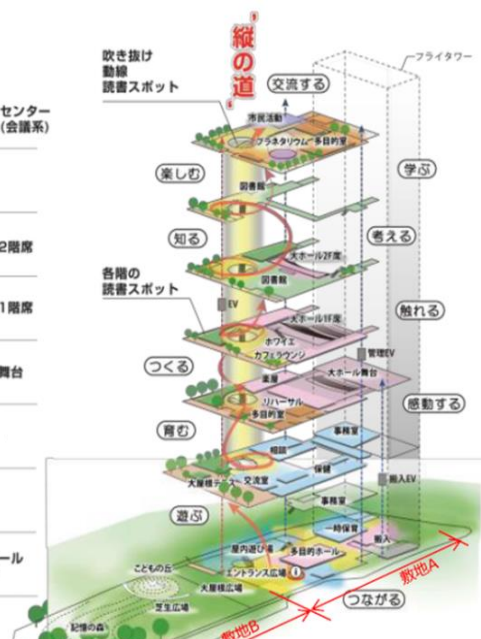 "縦の道"
吹き抜け
動線
読書スポット
フライタワー
交流する
センター
(会議系)
市民活動
プラネタリウム
多目的室
楽しむ
学ぶ
図書館
知る
考える
2階席
大ホール2F席
図書館
各階の
読書スポット
EV
1階席
触れる
大ホール1F席
ホワイエ
カフェラウンジ
管理EV
つくる
舞台
大ホール舞台
楽屋
リハーサル
多目的室
感動する
育む
事務室
相談
保健
大屋根テラス
交流室
搬入EV
事務室
遊ぶ
一時保育
搬入
屋内遊び場
多目的ホール
ール
エントランス広場
こどもの丘
大屋根広場
芝生広場
敷地A
つながる
敷地B
記憶の森